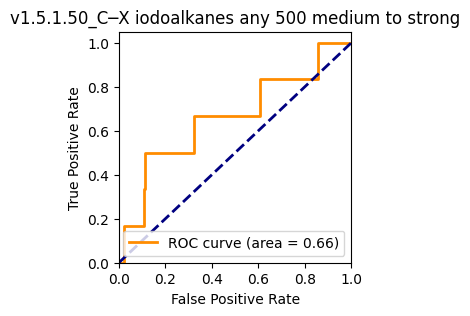 v1.5.1.50_C─X iodoalkanes any 500 medium to strong
1.0
0.8
0.6
0.4
0.2
0.0
True Positive Rate
ROC curve (area = 0.66)
0.0 0.2 0.4 0.6 0.8 1.0
False Positive Rate